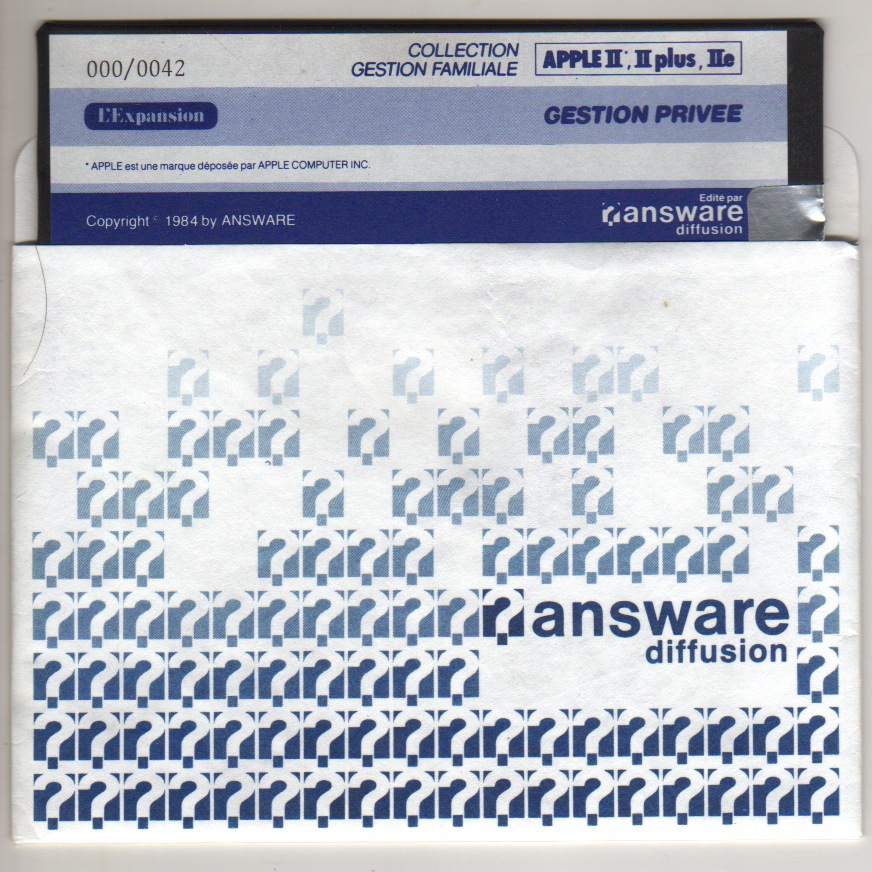 000/0042
COLLECTION
GESTION FAMILIALE
APPLE II*, II plus, IIe
L'Expansion
GESTION PRIVEE
* APPLE est une marque déposée par APPLE COMPUTER INC.
Copyright © 1984 by ANSWARE
Edité par
answare
diffusion
answare
diffusion